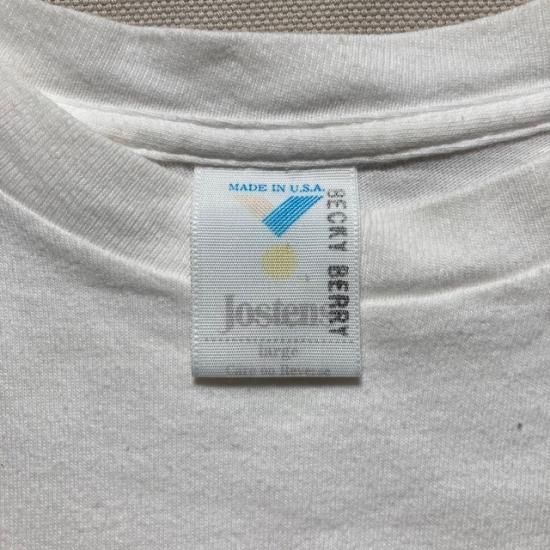 MADE IN U.S.A.
BECKY BERRY
Jostens
large
Care on Reverse